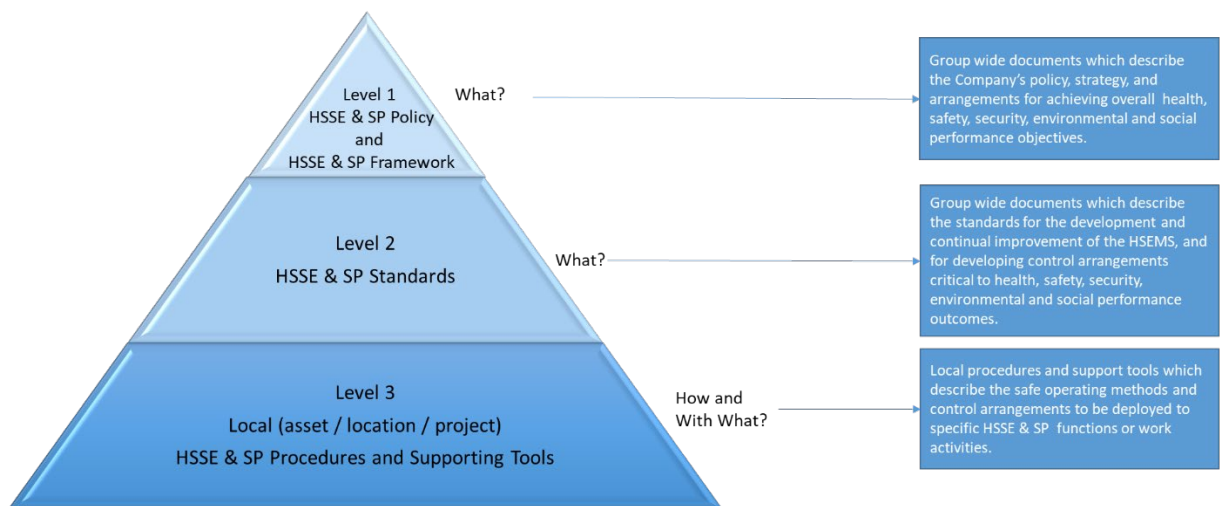 Level 1
HSSE & SP Policy
and
HSSE & SP Framework
What?
Group wide documents which describe
the Company's policy, strategy, and
arrangements for achieving overall health,
safety, security, environmental and social
performance objectives.
Level 2
HSSE & SP Standards
What?
Group wide documents which describe
the standards for the development and
continual improvement of the HSEMS, and
for developing control arrangements
critical to health, safety, security,
environmental and social performance
outcomes.
Level 3
Local (asset / location / project)
HSSE & SP Procedures and Supporting Tools
How and
With What?
Local procedures and support tools which
describe the safe operating methods and
control arrangements to be deployed to
specific HSSE & SP functions or work
activities.